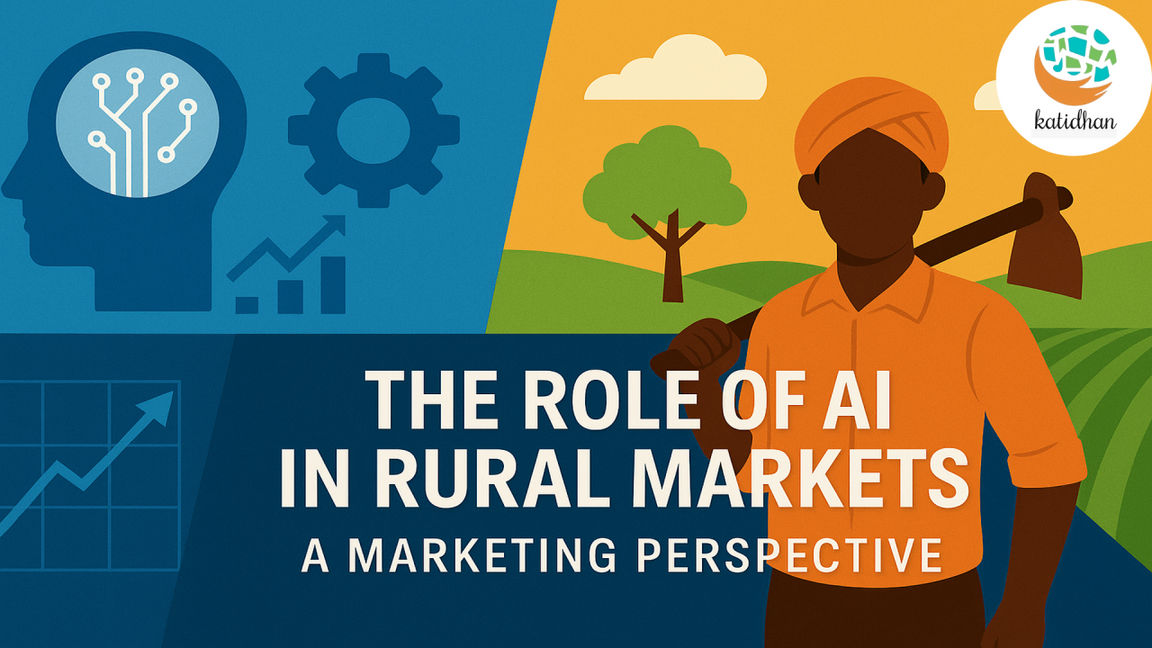 katidhan
THE ROLE OF AI
IN RURAL MARKETS
A MARKETING PERSPECTIVE